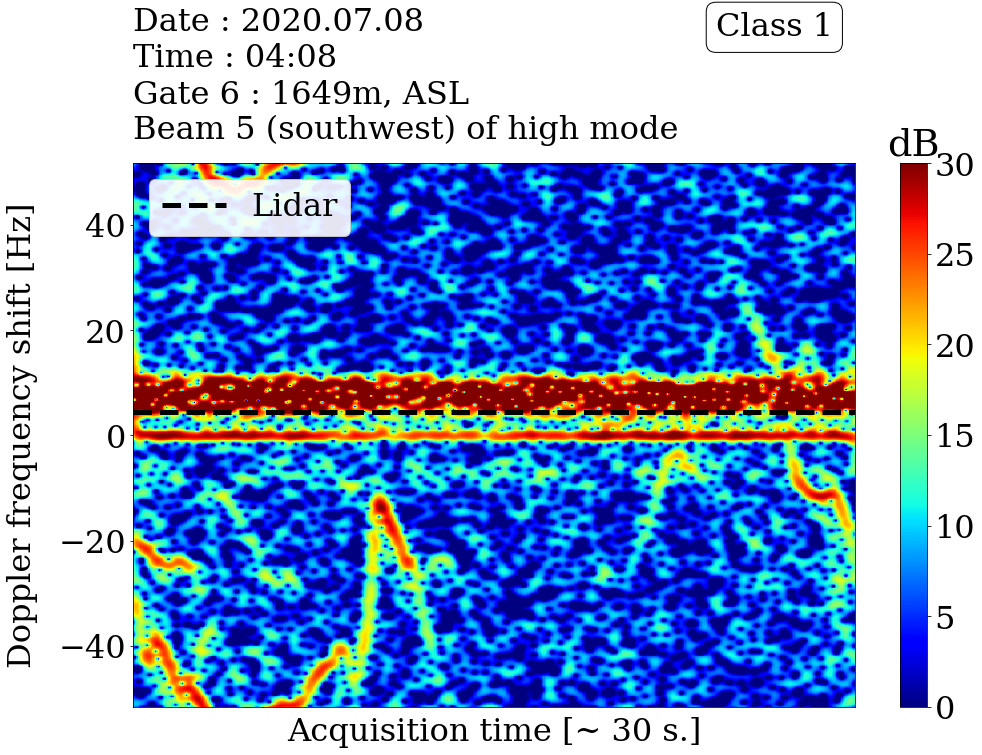 Date : 2020.07.08
Time : 04:08
Gate 6 : 1649m, ASL
Beam 5 (southwest) of high mode
Class 1
dB
Lidar
Doppler frequency shift [Hz]
40
20
0
−20
−40
Acquisition time [~ 30 s.]
30
25
20
15
10
5
0